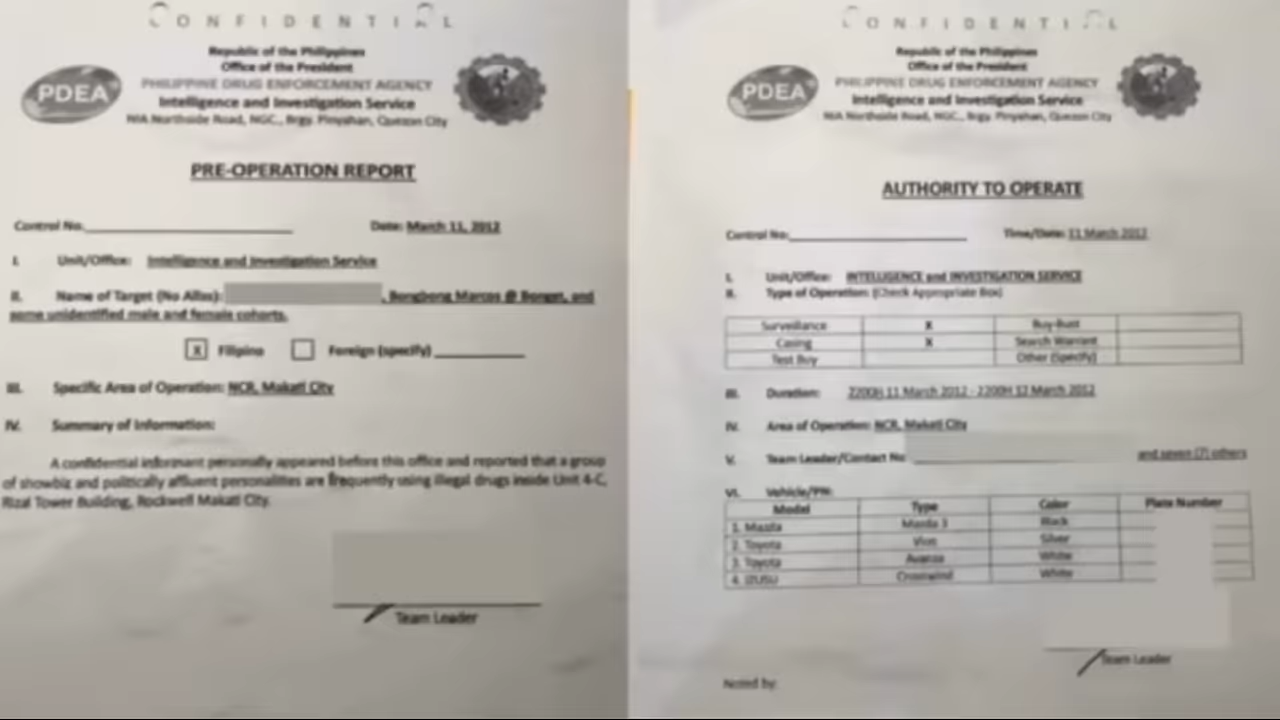 CONFIDENTIAL
Republic of the Philippines
Office of the President
PHILIPPINE DRUG ENFORCEMENT AGENCY
Intelligence and Investigation Service
NIA Northside Road, NGC., Brgy. Pinyahan, Quezon City
PDEA
PRE-OPERATION REPORT
Control No. Date: March 11, 2012
I. Unit/Office: Intelligence and Investigation Service
II. Name of Target (No Alias): , Bongbong Marcos @ Bonget, and
some unidentified male and female cohorts.
X Filipino Foreign (specify)
III. Specific Area of Operation: NCR, Makati City
IV. Summary of Information:
A confidential informant personally appeared before this office and reported that a group
of showbiz and politically affluent personalities are frequently using illegal drugs inside Unit 4-C,
Rizal Tower Building, Rockwell Makati City.
Team Leader
CONFIDENTIAL
Republic of the Philippines
Office of the President
PHILIPPINE DRUG ENFORCEMENT AGENCY
Intelligence and Investigation Service
NIA Northside Road, NGC., Brgy. Pinyahan, Quezon City
PDEA
AUTHORITY TO OPERATE
Control No: Time/Date: 11 March 2012
I. Unit/Office: INTELLIGENCE and INVESTIGATION SERVICE
II. Type of Operation: (Check Appropriate Box)
Surveillance X Buy-Bust
Casing X Search Warrant
Test Buy Other (Specify)
III. Duration: 2200H 11 March 2012 - 2200H 12 March 2012
IV. Area of Operation: NCR, Makati City
V. Team Leader/Contact No and seven (7) others
VI. Vehicle/PN:
Model Type Color Plate Number
1. Mazda Mazda 3 Black
2. Toyota Vios Silver
3. Toyota Avanza White
4. IZUSU Crosswind White
Team Leader
Noted by: